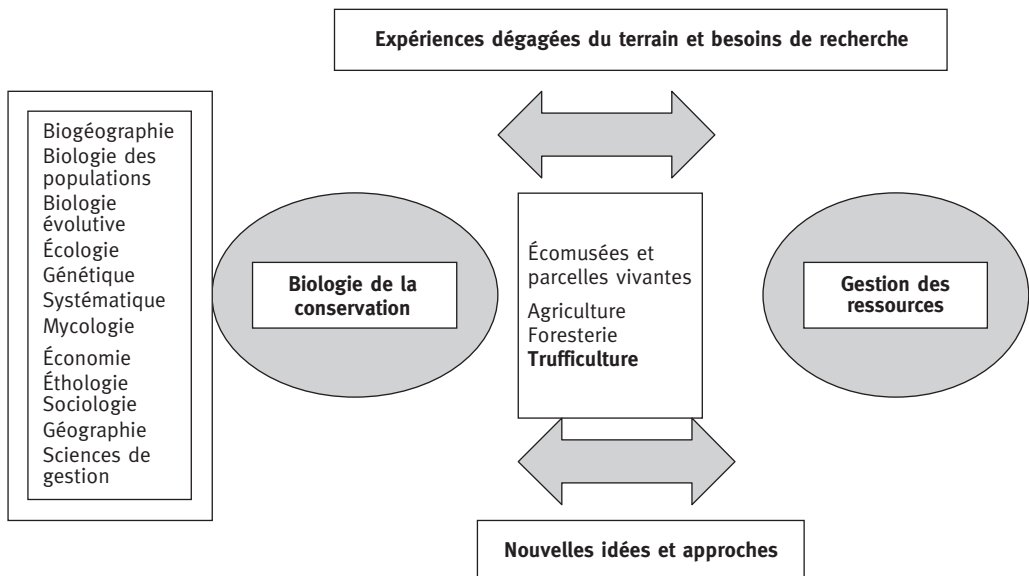 Expériences dégagées du terrain et besoins de recherche
Biogéographie
Biologie des
populations
Biologie
évolutive
Écologie
Génétique
Systématique
Mycologie
Économie
Éthologie
Sociologie
Géographie
Sciences de
gestion
Biologie de la
conservation
Écomusées et
parcelles vivantes
Agriculture
Foresterie
Trufficulture
Gestion des
ressources
Nouvelles idées et approches